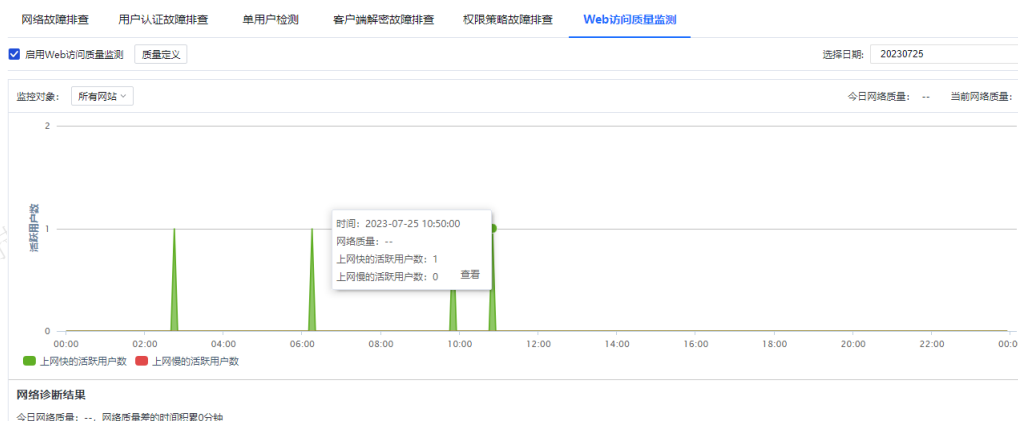 网络故障排查 用户认证故障排查 单用户检测 客户端解密故障排查 权限策略故障排查 Web访问质量监测
启用Web访问质量监测 质量定义 选择日期: 20230725
监控对象: 所有网站 今日网络质量: -- 当前网络质量:
2
活跃用户数
1
0
时间: 2023-07-25 10:50:00
网络质量: --
上网快的活跃用户数: 1
上网慢的活跃用户数: 0 查看
00:00 02:00 04:00 06:00 08:00 10:00 12:00 14:00 16:00 18:00 20:00 22:00 00:0
上网快的活跃用户数 上网慢的活跃用户数
网络诊断结果
今日网络质量: --、网络质量差的时间积累0分钟